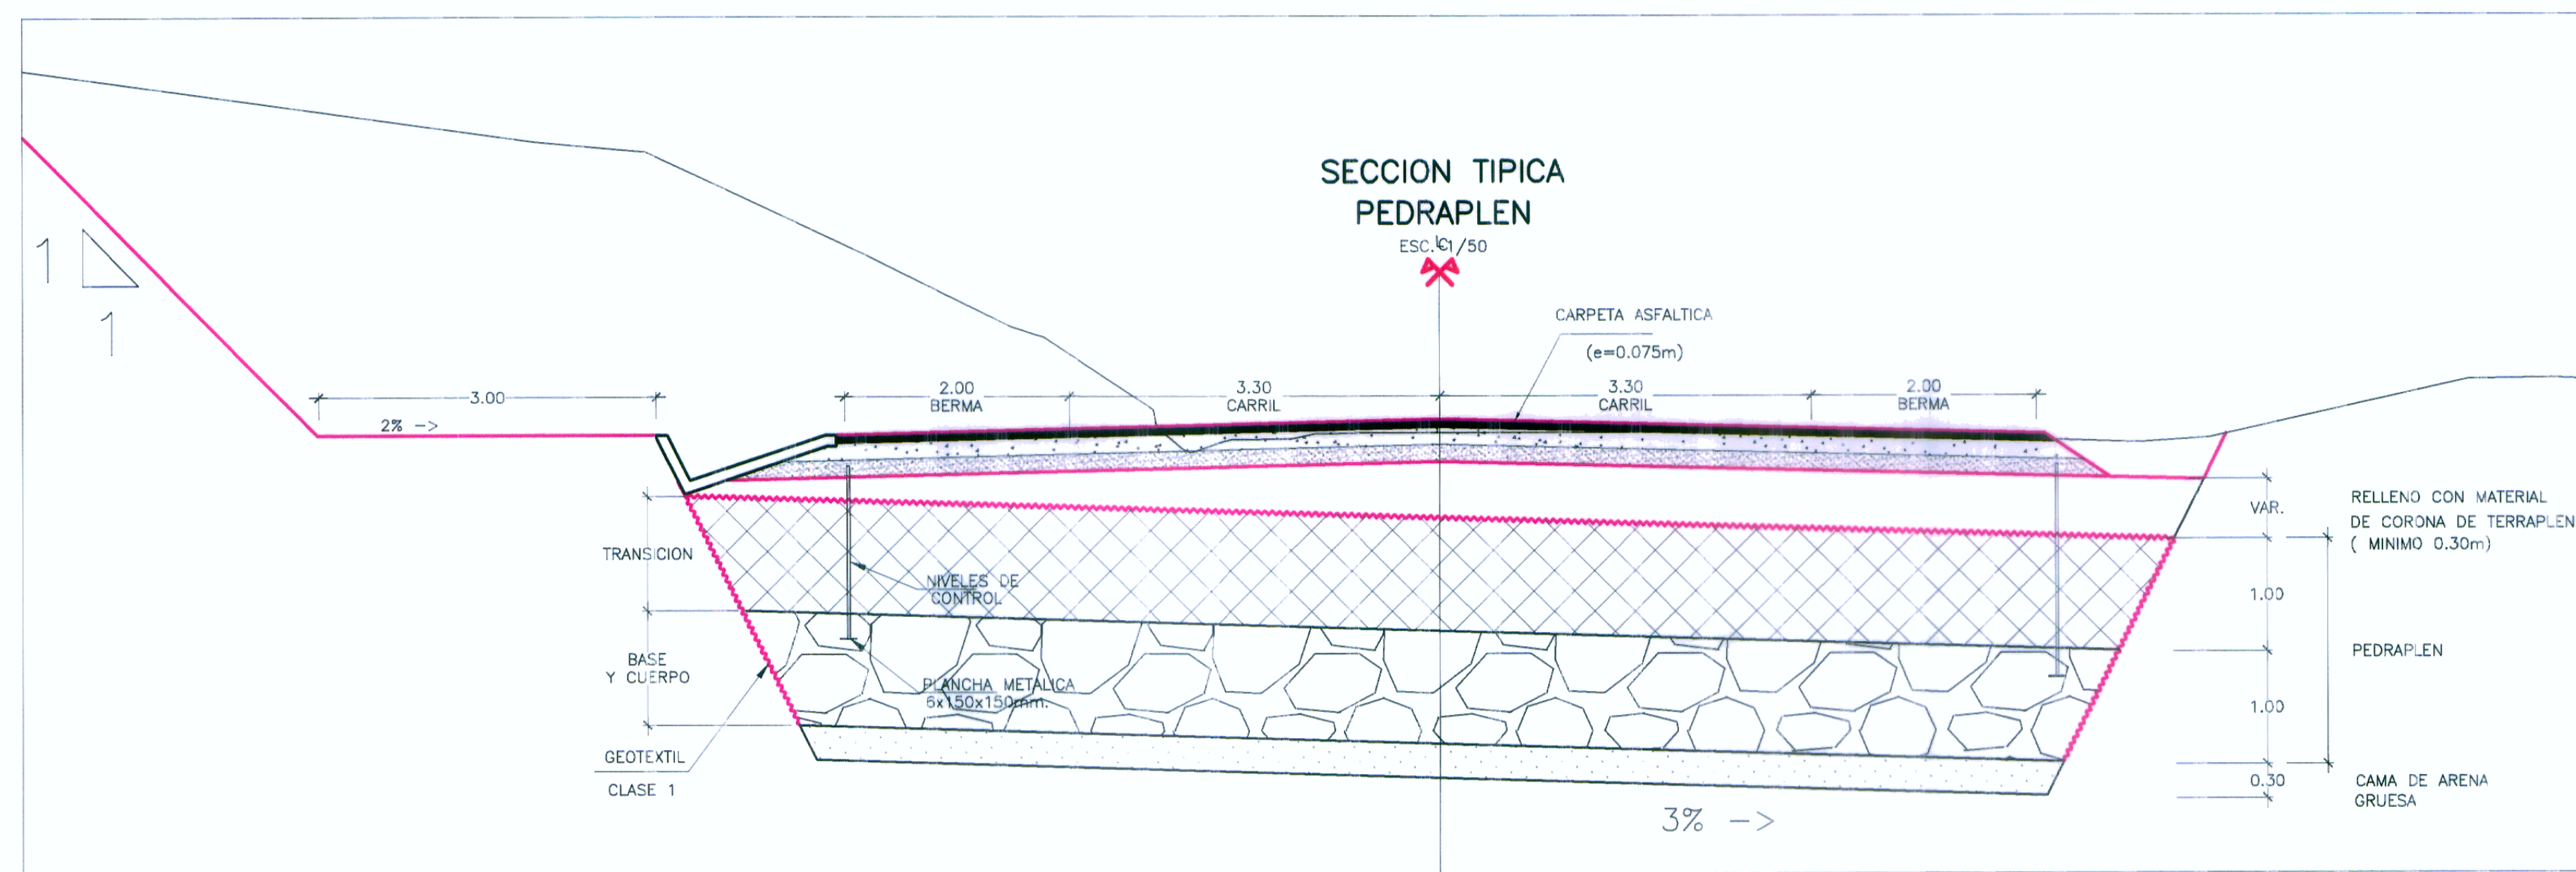 SECCION TIPICA
PEDRAPLEN
ESC. 1/50
1
1
CARPETA ASFALTICA
(e=0.075m)
3.00
2% ->
2.00
BERMA
3.30
CARRIL
3.30
CARRIL
2.00
BERMA
TRANSICION
BASE
Y CUERPO
NIVELES DE
CONTROL
PLANCHA METALICA
6x150x150mm.
GEOTEXTIL
CLASE 1
VAR.
1.00
1.00
0.30
RELLENO CON MATERIAL
DE CORONA DE TERRAPLEN
( MINIMO 0.30m)
PEDRAPLEN
CAMA DE ARENA
GRUESA
3% ->